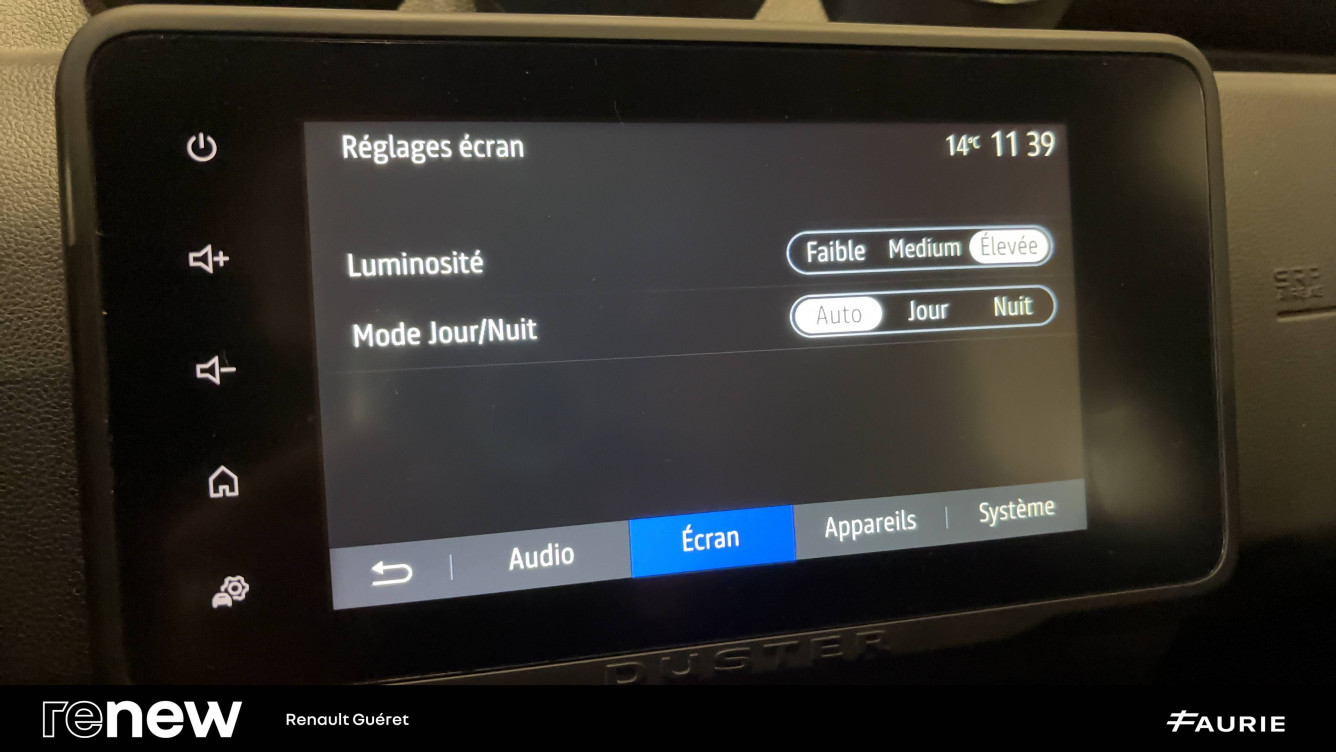 Réglages écran 14°C 11 39
Luminosité Faible Medium Élevée
Mode Jour/Nuit Auto Jour Nuit
Audio Écran Appareils Système
DUSTER
renew Renault Guéret FAURIE